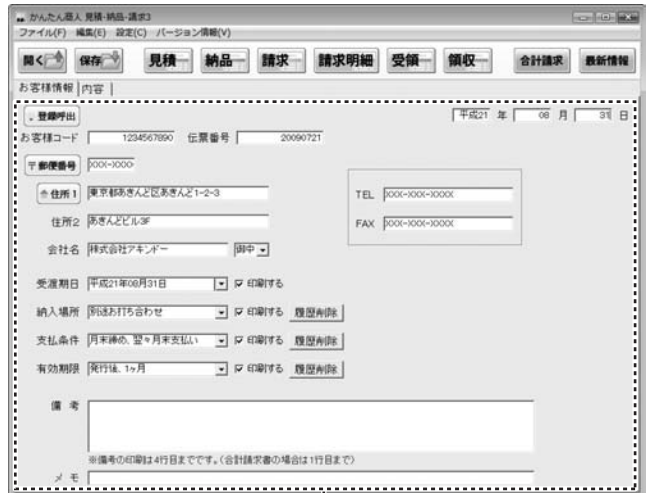 かんたん商人 見積・納品・請求3
ファイル(F) 編集(E) 設定(C) バージョン情報(V)
開く 保存 見積 納品 請求 請求明細 受領 領収 合計請求 最新情報
お客様情報 内容
登録呼出 平成21 年 08 月 31 日
お客様コード 1234567890 伝票番号 20090721
〒郵便番号 XXX-XXXX
住所1 東京都あきんど区あきんど1-2-3 TEL XXX-XXX-XXXX
住所2 あきんどビル3F FAX XXX-XXX-XXXX
会社名 株式会社アキンドー 御中
受渡期日 平成21年08月31日 印刷する
納入場所 別途お打ち合わせ 印刷する 履歴削除
支払条件 月末締め、翌々月末支払い 印刷する 履歴削除
有効期限 発行後、1ヶ月 印刷する 履歴削除
備考
※備考の印刷は4行目までです。(合計請求書の場合は1行目まで)
メモ